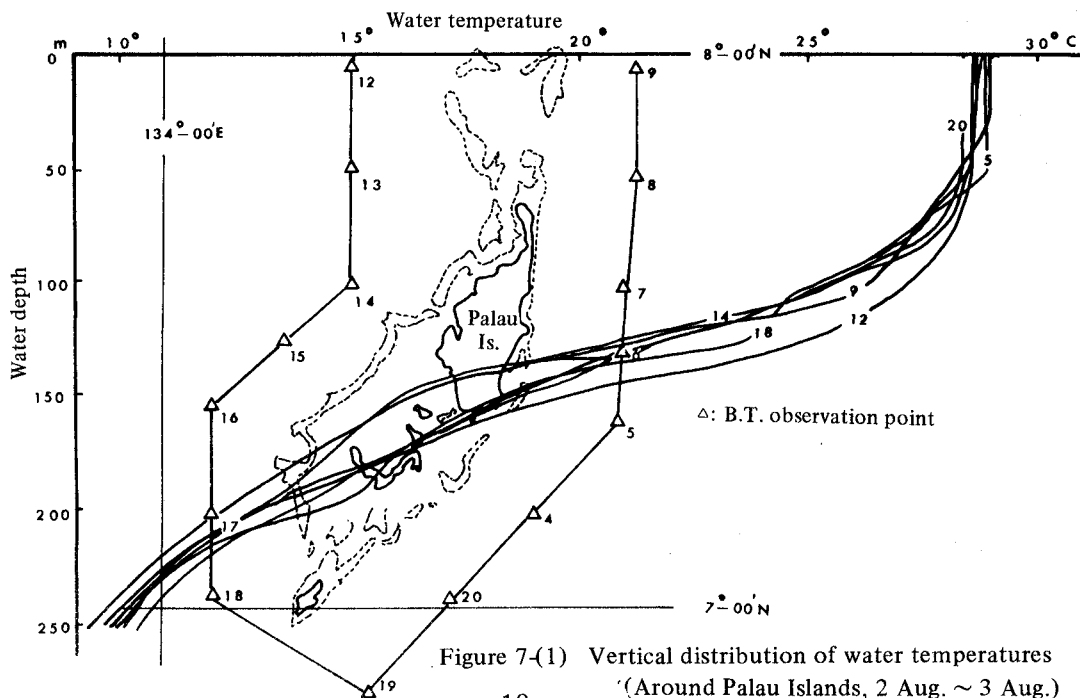 Water temperature
m 10° 15° 20° 8°-00'N 25° 30°C
0
12 9
134°-00'E
20
5
50
13 8
100
14
7
9
Palau
Is.
14 12
15
18
6
150
16
5
△: B.T. observation point
Water depth
200
17
4
18 20
7°-00'N
250
Figure 7-(1) Vertical distribution of water temperatures
19
(Around Palau Islands, 2 Aug. ~ 3 Aug.)